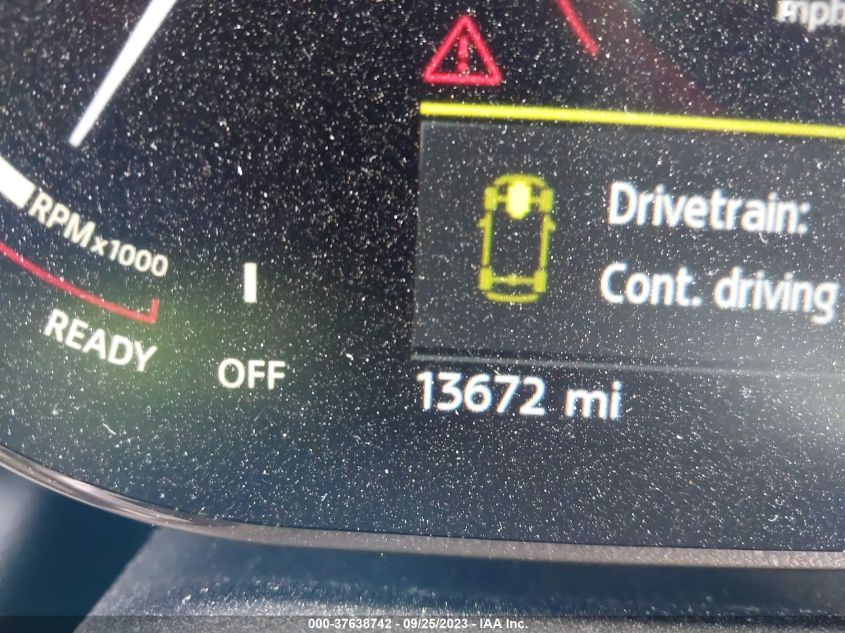 mph
Drivetrain:
Cont. driving
RPMx1000
READY
OFF
13672 mi
000-37638742 - 09/25/2023 - IAA Inc.